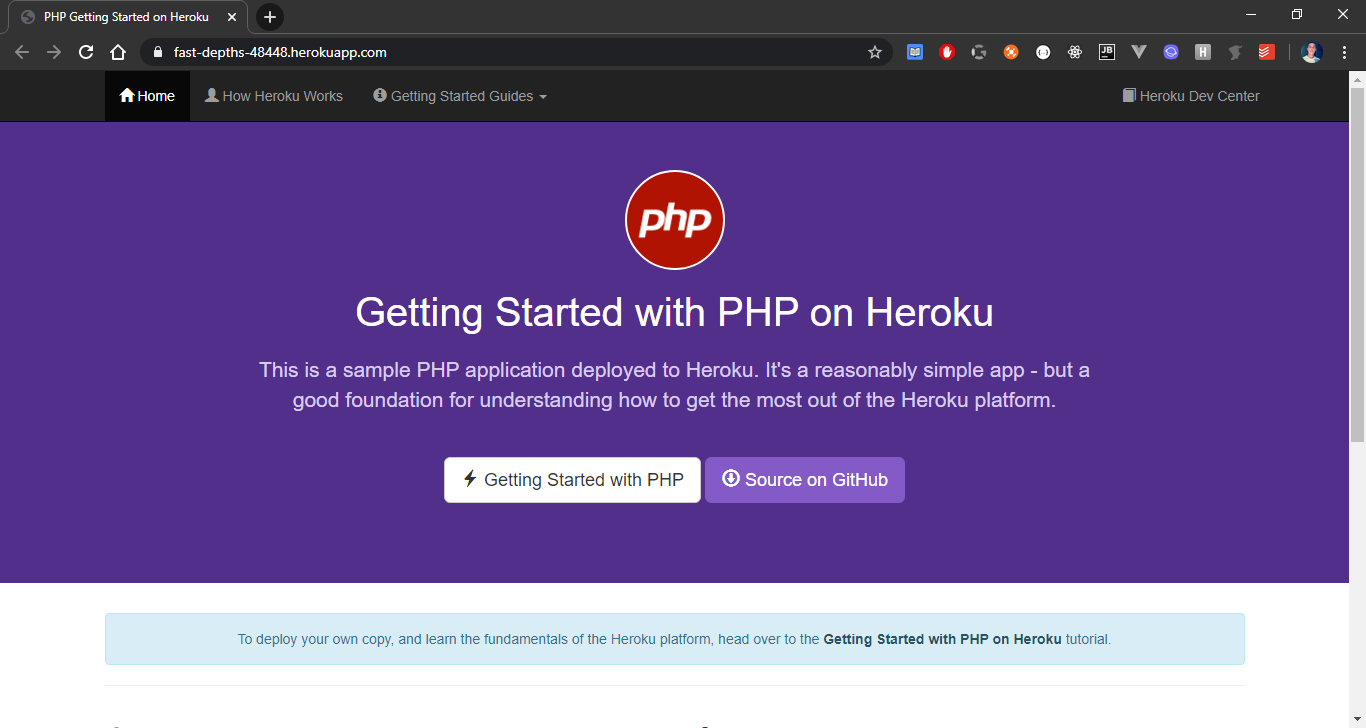 PHP Getting Started on Heroku
fast-depths-48448.herokuapp.com
JB
H
Home
How Heroku Works
Getting Started Guides
Heroku Dev Center
php
Getting Started with PHP on Heroku
This is a sample PHP application deployed to Heroku. It's a reasonably simple app - but a
good foundation for understanding how to get the most out of the Heroku platform.
Getting Started with PHP
Source on GitHub
To deploy your own copy, and learn the fundamentals of the Heroku platform, head over to the Getting Started with PHP on Heroku tutorial.